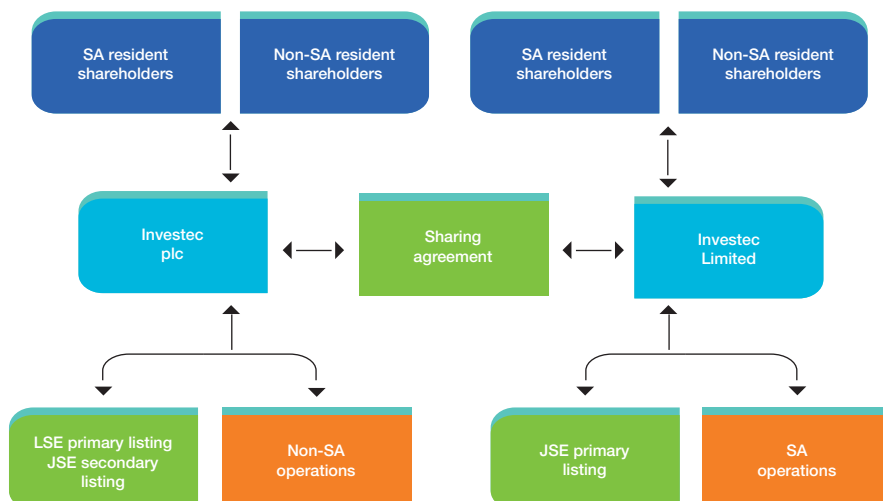 SA resident
shareholders
Non-SA resident
shareholders
SA resident
shareholders
Non-SA resident
shareholders
Investec
plc
Sharing
agreement
Investec
Limited
LSE primary listing
JSE secondary
listing
Non-SA
operations
JSE primary
listing
SA
operations